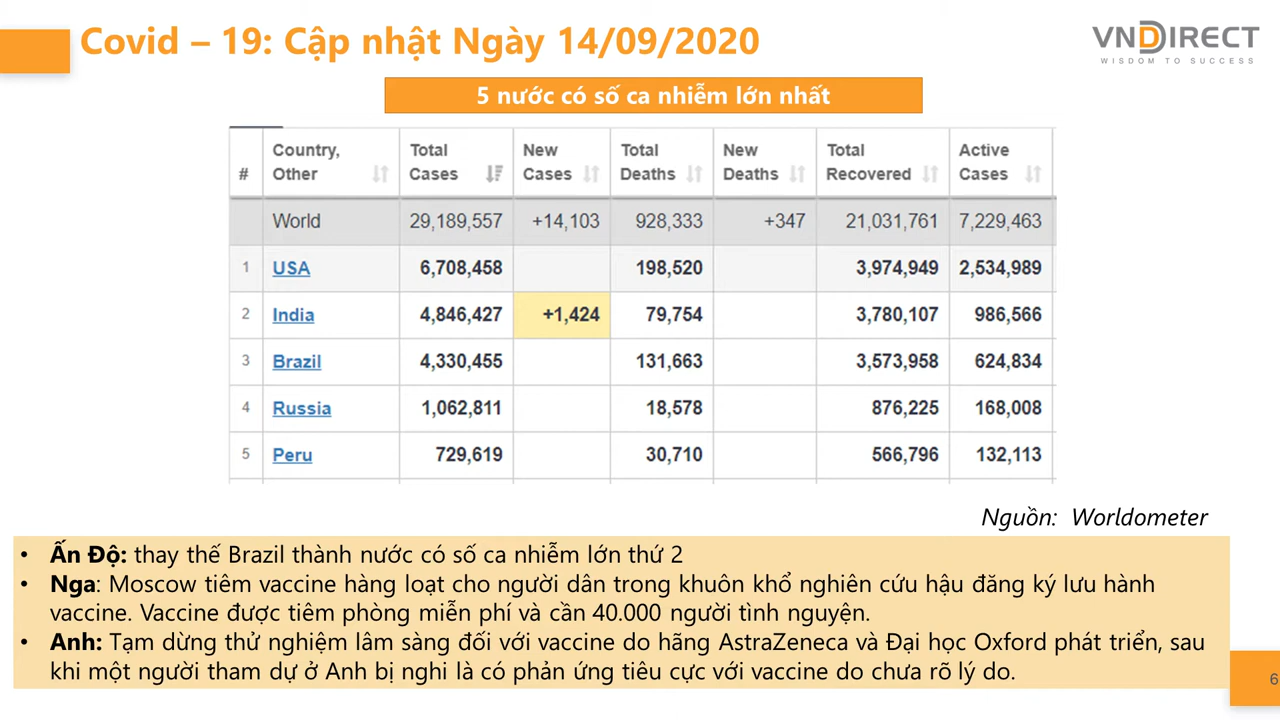 Covid – 19: Cập nhật Ngày 14/09/2020
VNDIRECT
WISDOM TO SUCCESS
5 nước có số ca nhiễm lớn nhất
# Country, Other Total Cases New Cases Total Deaths New Deaths Total Recovered Active Cases
World 29,189,557 +14,103 928,333 +347 21,031,761 7,229,463
1 USA 6,708,458 198,520 3,974,949 2,534,989
2 India 4,846,427 +1,424 79,754 3,780,107 986,566
3 Brazil 4,330,455 131,663 3,573,958 624,834
4 Russia 1,062,811 18,578 876,225 168,008
5 Peru 729,619 30,710 566,796 132,113
Nguồn: Worldometer
• Ấn Độ: thay thế Brazil thành nước có số ca nhiễm lớn thứ 2
• Nga: Moscow tiêm vaccine hàng loạt cho người dân trong khuôn khổ nghiên cứu hậu đăng ký lưu hành
vaccine. Vaccine được tiêm phòng miễn phí và cần 40.000 người tình nguyện.
• Anh: Tạm dừng thử nghiệm lâm sàng đối với vaccine do hãng AstraZeneca và Đại học Oxford phát triển, sau
khi một người tham dự ở Anh bị nghi là có phản ứng tiêu cực với vaccine do chưa rõ lý do.
6